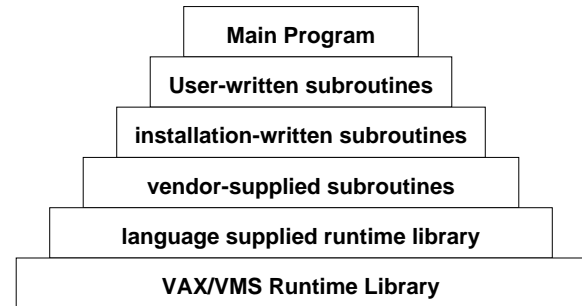 Main Program
User-written subroutines
installation-written subroutines
vendor-supplied subroutines
language supplied runtime library
VAX/VMS Runtime Library